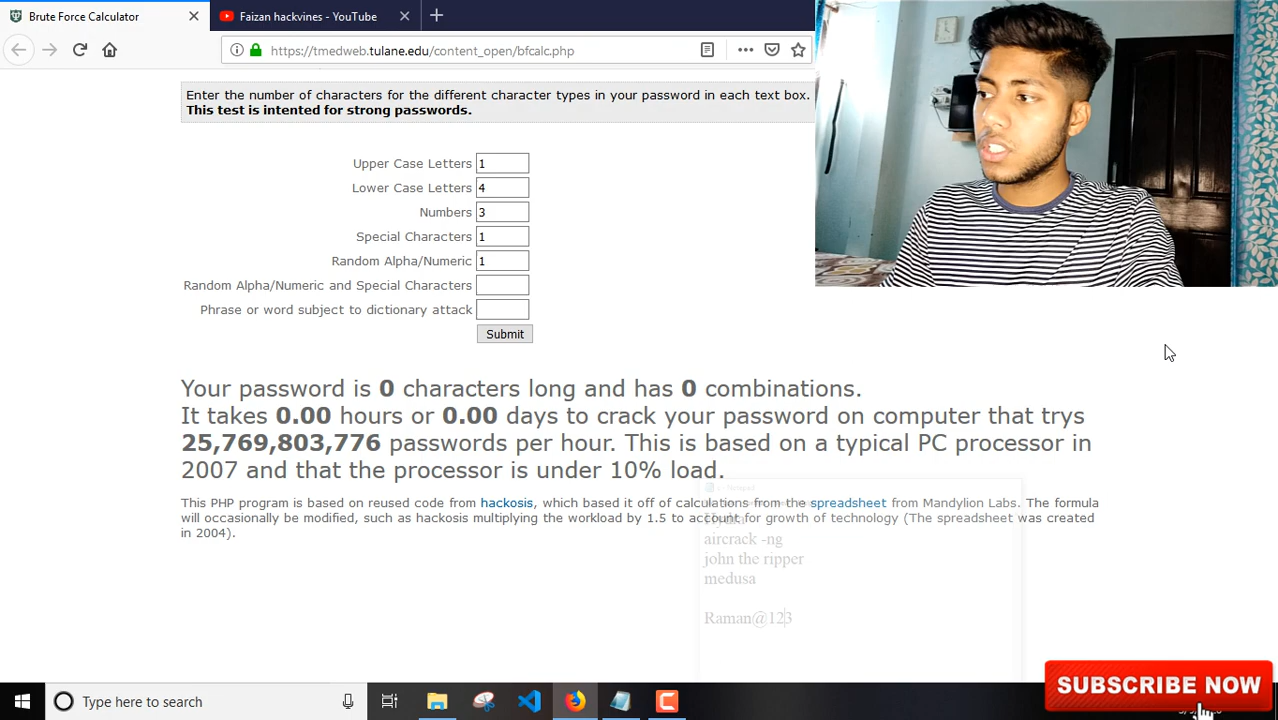 Brute Force Calculator
Faizan hackvines - YouTube
https://tmedweb.tulane.edu/content_open/bfcalc.php
Enter the number of characters for the different character types in your password in each text box.
This test is intented for strong passwords.
Upper Case Letters 1
Lower Case Letters 4
Numbers 3
Special Characters 1
Random Alpha/Numeric 1
Random Alpha/Numeric and Special Characters
Phrase or word subject to dictionary attack
Submit
Your password is 0 characters long and has 0 combinations.
It takes 0.00 hours or 0.00 days to crack your password on computer that trys
25,769,803,776 passwords per hour. This is based on a typical PC processor in
2007 and that the processor is under 10% load.
This PHP program is based on reused code from hackosis, which based it off of calculations from the spreadsheet from Mandylion Labs. The formula
will occasionally be modified, such as hackosis multiplying the workload by 1.5 to account for growth of technology (The spreadsheet was created
in 2004).
aircrack -ng
john the ripper
medusa
Raman@123
SUBSCRIBE NOW
Type here to search